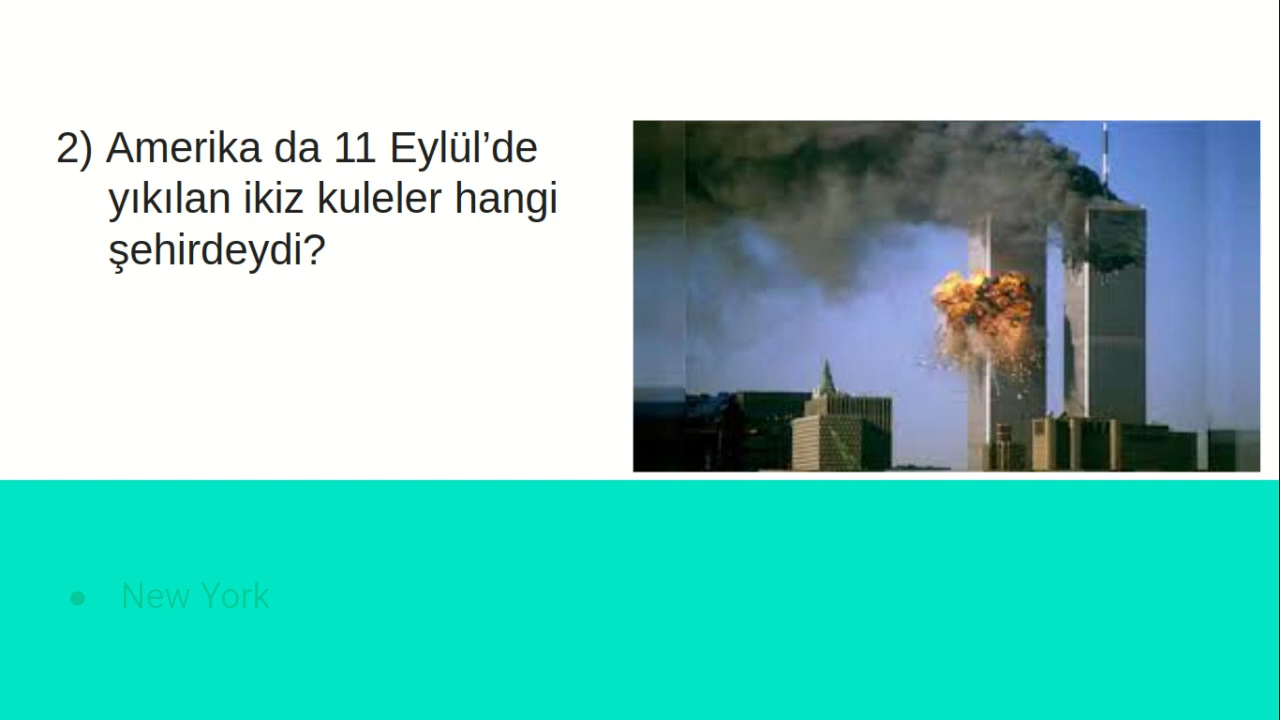 2) Amerika da 11 Eylül’de
yıkılan ikiz kuleler hangi
şehirdeydi?
● New York